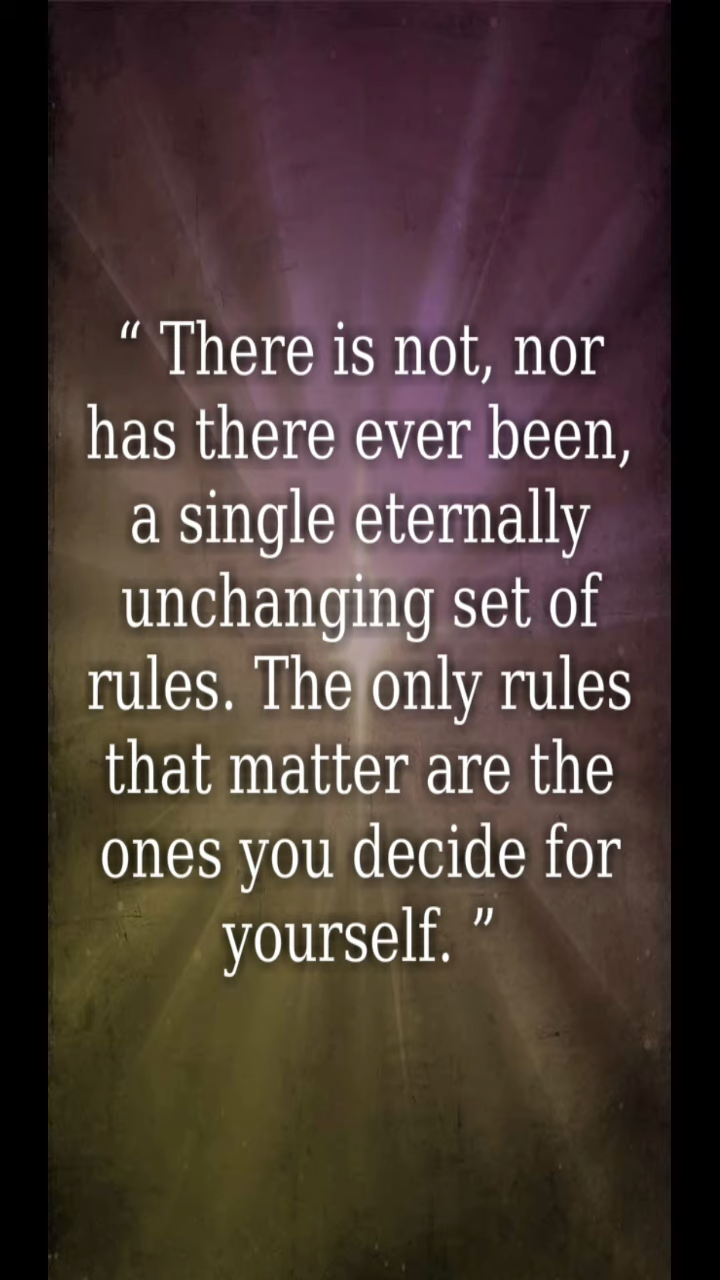 “ There is not, nor
has there ever been,
a single eternally
unchanging set of
rules. The only rules
that matter are the
ones you decide for
yourself. ”